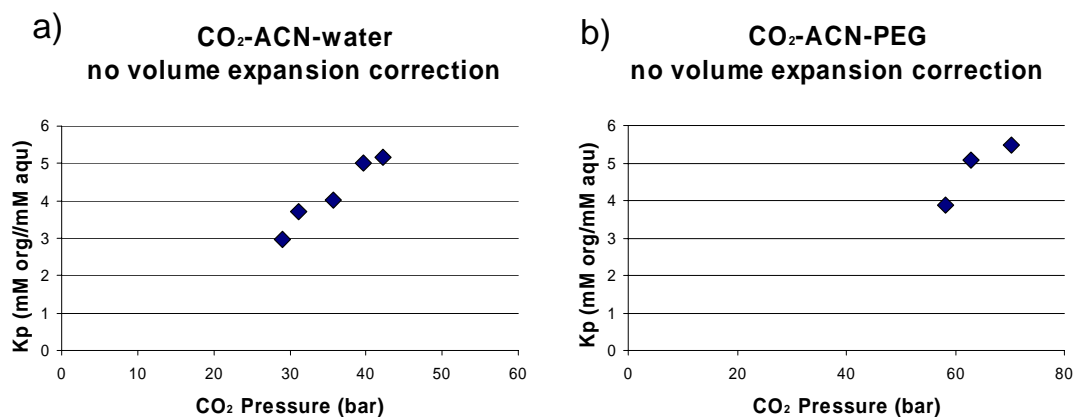 a)
CO₂-ACN-water
no volume expansion correction
Kp (mM org//mM aqu)
6
5
4
3
2
1
0
0 10 20 30 40 50 60
CO₂ Pressure (bar)
b)
CO₂-ACN-PEG
no volume expansion correction
Kp (mM org/mM aqu)
6
5
4
3
2
1
0
0 20 40 60 80
CO₂ Pressure (bar)